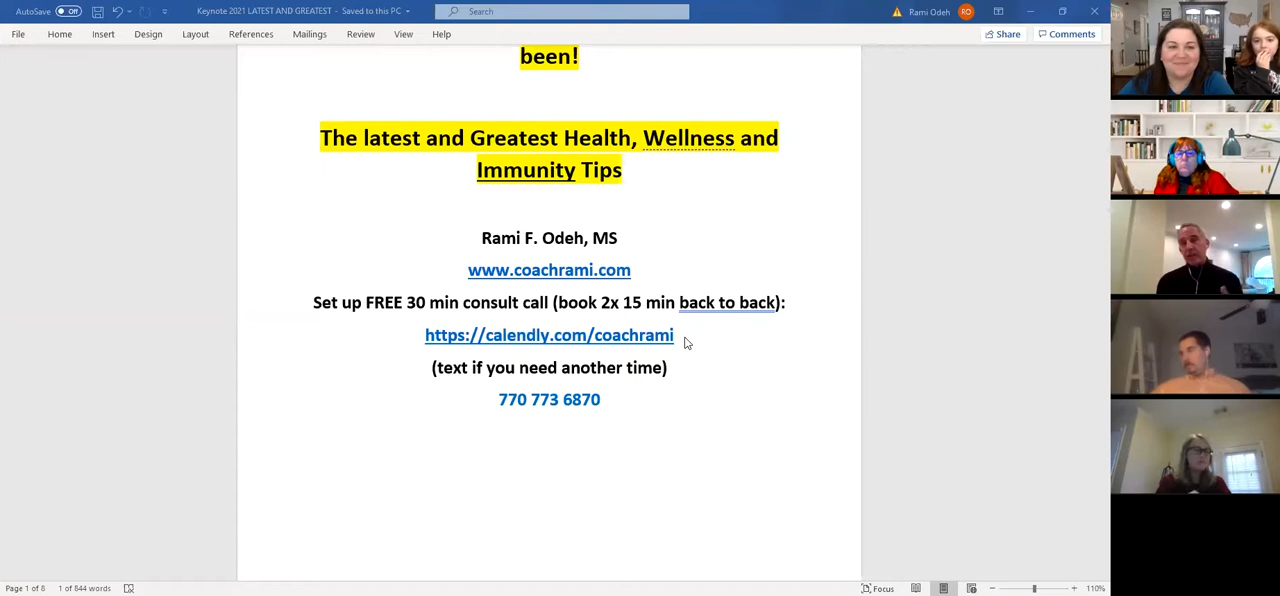 AutoSave Off Keynote 2021 LATEST AND GREATEST - Saved to this PC Search Rami Odeh RO
File Home Insert Design Layout References Mailings Review View Help Share Comments
been!
The latest and Greatest Health, Wellness and
Immunity Tips
Rami F. Odeh, MS
www.coachrami.com
Set up FREE 30 min consult call (book 2x 15 min back to back):
https://calendly.com/coachrami
(text if you need another time)
770 773 6870
Page 1 of 8 1 of 844 words Focus 110%